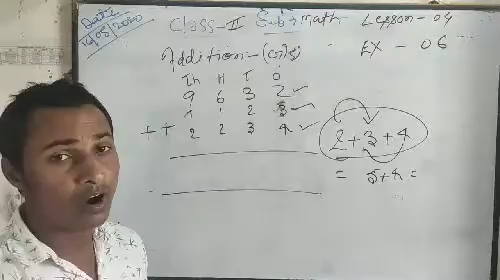 Date
14/05/2020
Class-II Sub:- Math Lesson-04
EX-06
Addition-
Th H T O
9 6 3 2 ✓
1 1 2 3 ✓
++ 2 2 3 4 ✓
2+3+4
= 5+4 =